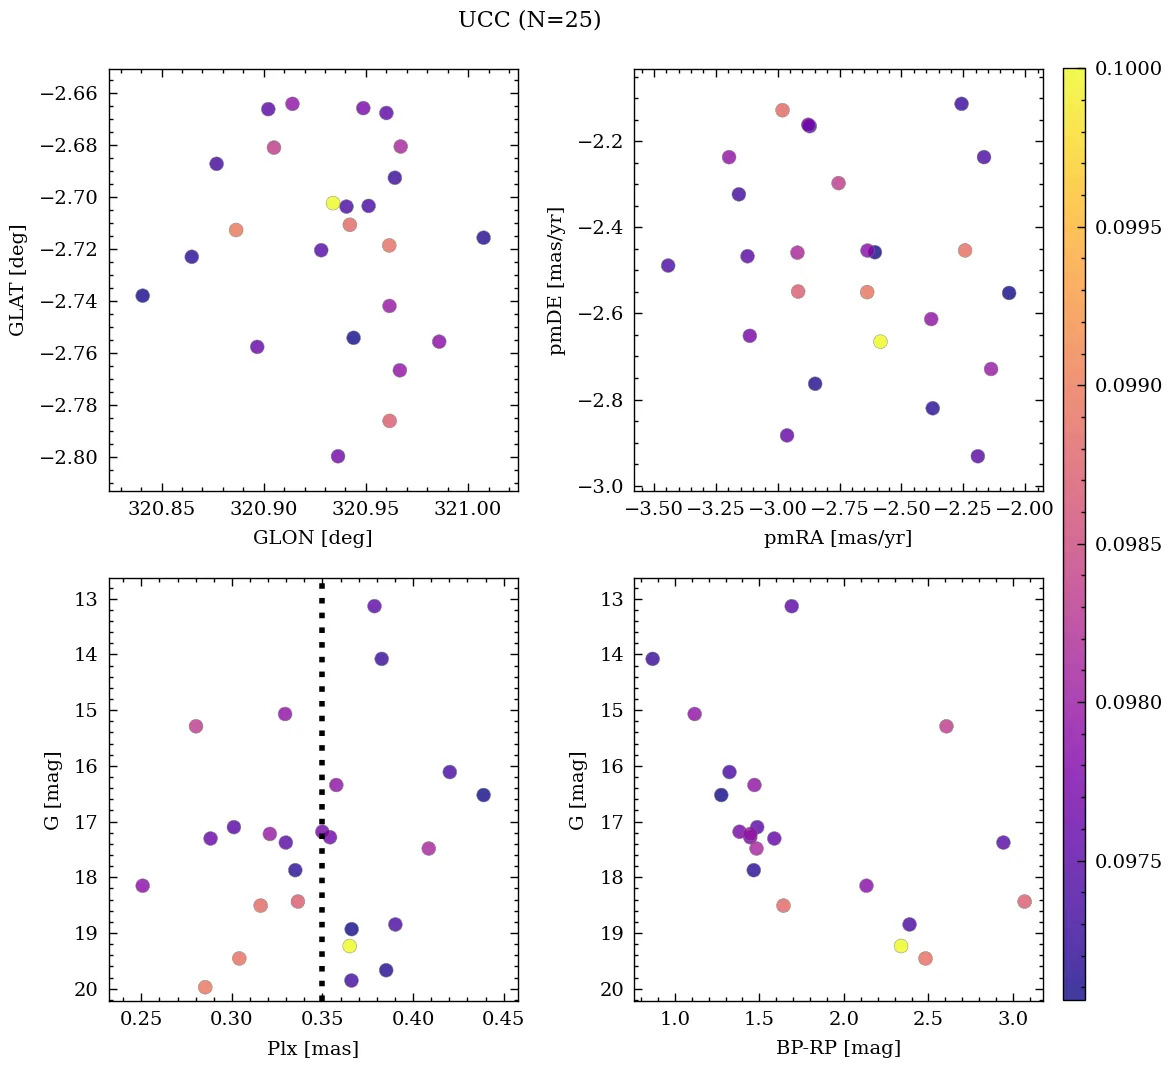 UCC (N=25)
−2.66
−2.68
−2.70
−2.72
−2.74
−2.76
−2.78
−2.80
GLAT [deg]
320.85 320.90 320.95 321.00
GLON [deg]
−2.2
−2.4
−2.6
−2.8
−3.0
pmDE [mas/yr]
−3.50 −3.25 −3.00 −2.75 −2.50 −2.25 −2.00
pmRA [mas/yr]
0.1000
0.0995
0.0990
0.0985
0.0980
0.0975
13
14
15
16
17
18
19
20
G [mag]
0.25 0.30 0.35 0.40 0.45
Plx [mas]
13
14
15
16
17
18
19
20
G [mag]
1.0 1.5 2.0 2.5 3.0
BP-RP [mag]